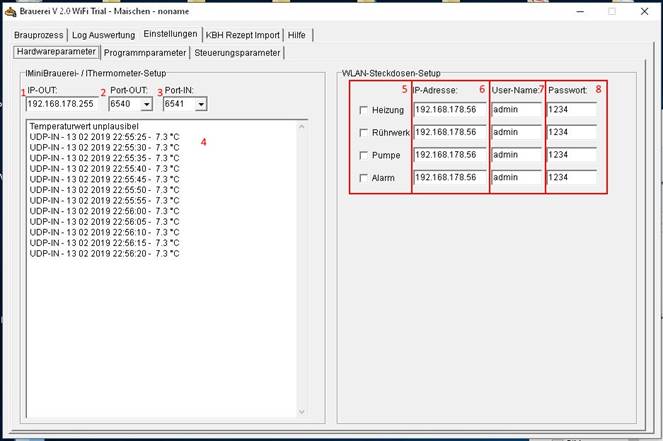 Brauerei V 2.0 WiFi Trial - Maischen - noname
Brauprozess Log Auswertung Einstellungen KBH Rezept Import Hilfe
Hardwareparameter Programmparameter Steuerungsparameter
IMiniBrauerei- / IThermometer-Setup
1 IP-OUT: 2 Port-OUT: 3 Port-IN:
192.168.178.255 6540 6541
Temperaturwert unplausibel
UDP-IN - 13 02 2019 22:55:25 - 7.3 °C
4
UDP-IN - 13 02 2019 22:55:30 - 7.3 °C
UDP-IN - 13 02 2019 22:55:35 - 7.3 °C
UDP-IN - 13 02 2019 22:55:40 - 7.3 °C
UDP-IN - 13 02 2019 22:55:45 - 7.3 °C
UDP-IN - 13 02 2019 22:55:50 - 7.3 °C
UDP-IN - 13 02 2019 22:55:55 - 7.3 °C
UDP-IN - 13 02 2019 22:56:00 - 7.3 °C
UDP-IN - 13 02 2019 22:56:05 - 7.3 °C
UDP-IN - 13 02 2019 22:56:10 - 7.3 °C
UDP-IN - 13 02 2019 22:56:15 - 7.3 °C
UDP-IN - 13 02 2019 22:56:20 - 7.3 °C
WLAN-Steckdosen-Setup
5 IP-Adresse: 6 User-Name: 7 Passwort: 8
Heizung 192.168.178.56 admin 1234
Rührwerk 192.168.178.56 admin 1234
Pumpe 192.168.178.56 admin 1234
Alarm 192.168.178.56 admin 1234